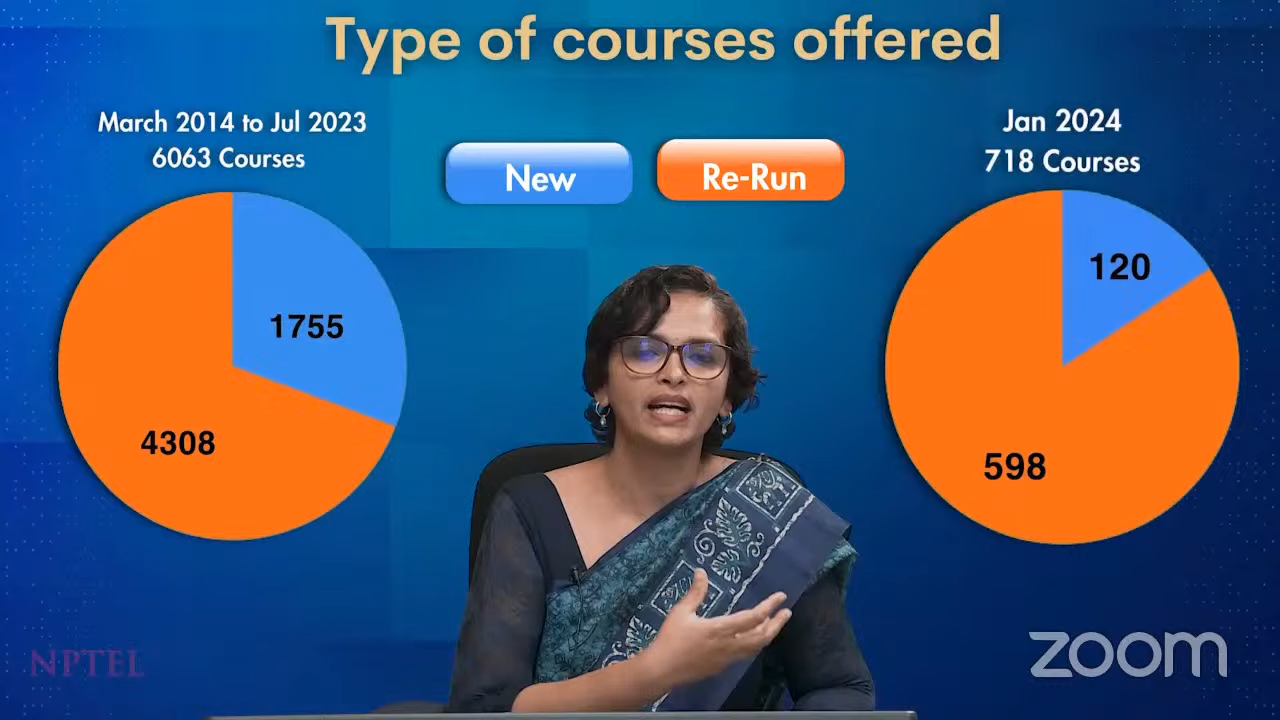 Type of courses offered
March 2014 to Jul 2023
6063 Courses
New
Re-Run
Jan 2024
718 Courses
1755
4308
120
598
NPTEL
zoom